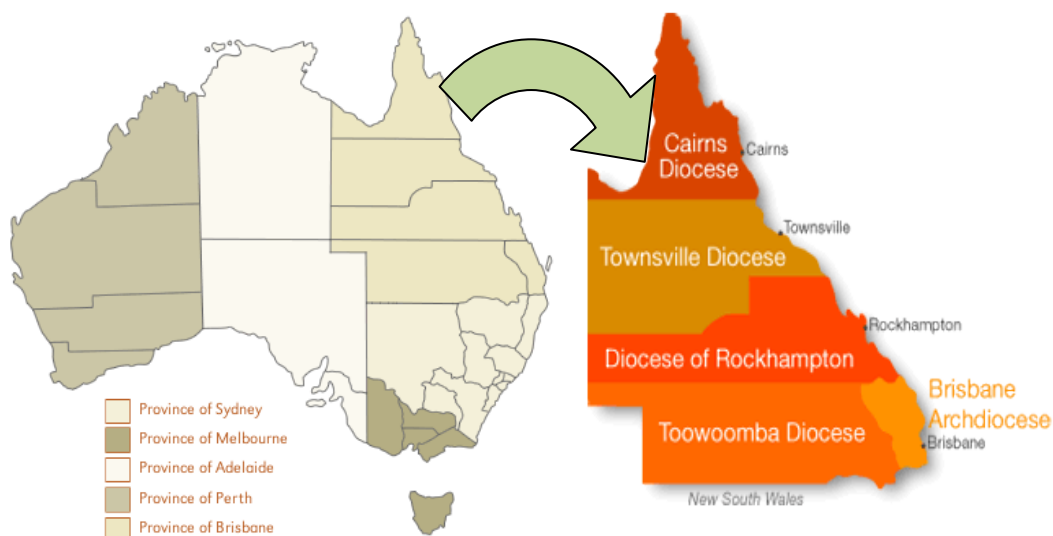 Province of Sydney
Province of Melbourne
Province of Adelaide
Province of Perth
Province of Brisbane
Cairns
Diocese
Cairns
Townsville
Townsville Diocese
Rockhampton
Diocese of Rockhampton
Brisbane
Archdiocese
Toowoomba Diocese
Brisbane
New South Wales